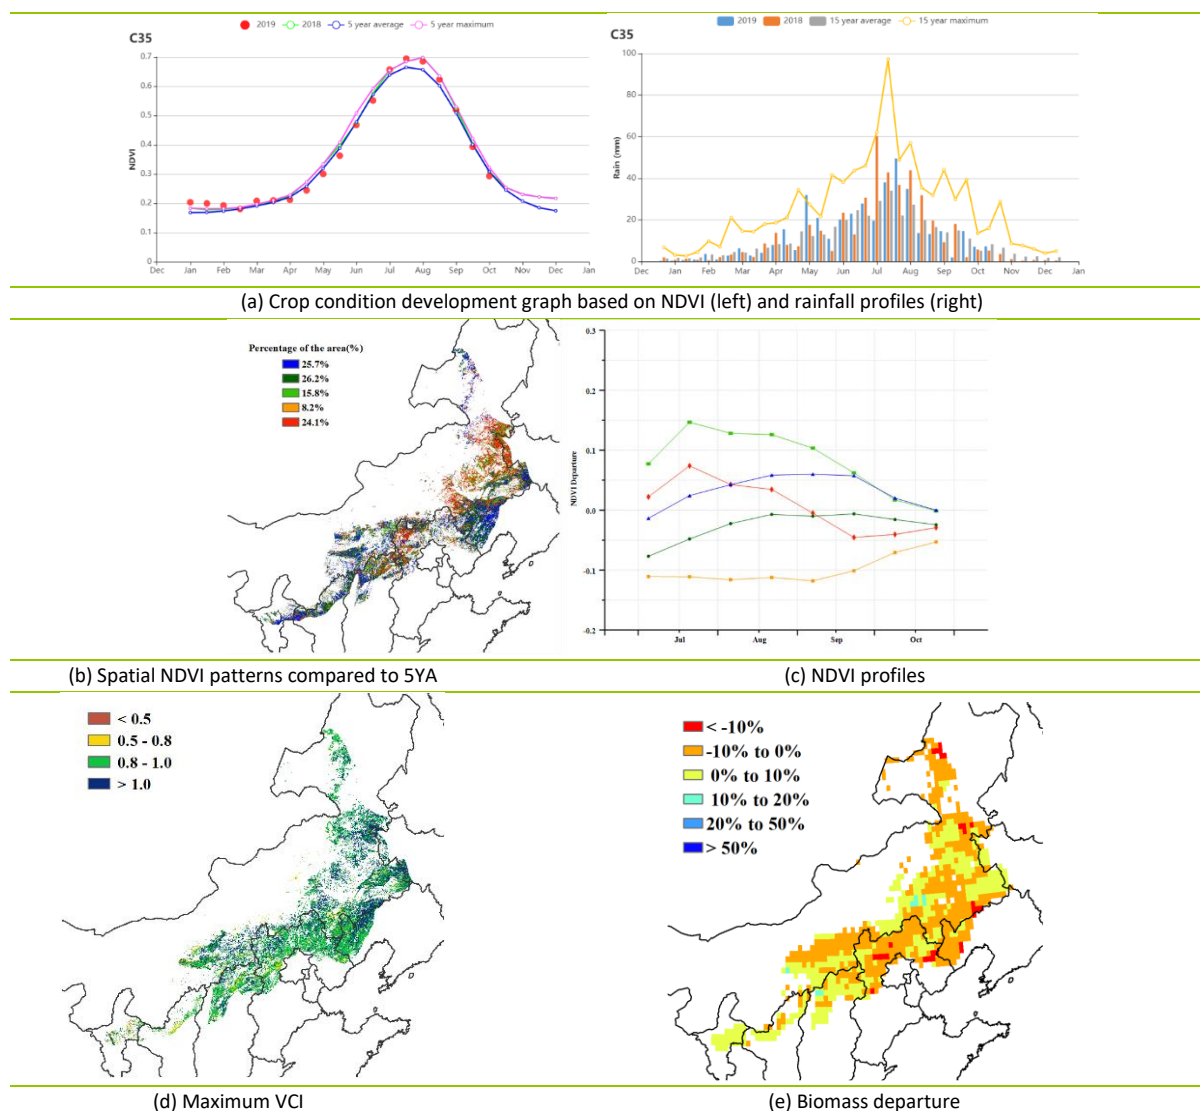 2019 2018 5 year average 5 year maximum
C35
0.7
0.6
0.5
0.4
0.3
0.2
0.1
0
NDVI
Dec Jan Feb Mar Apr May Jun Jul Aug Sep Oct Nov Dec Jan
2019 2018 15 year average 15 year maximum
C35
100
80
60
40
20
0
Rain (mm)
Dec Jan Feb Mar Apr May Jun Jul Aug Sep Oct Nov Dec Jan
(a) Crop condition development graph based on NDVI (left) and rainfall profiles (right)
Percentage of the area(%)
25.7%
26.2%
15.8%
8.2%
24.1%
0.3
0.2
0.1
0.0
-0.1
-0.2
NDVI Departure
Jul Aug Sep Oct
(b) Spatial NDVI patterns compared to 5YA
(c) NDVI profiles
< 0.5
0.5 - 0.8
0.8 - 1.0
> 1.0
< -10%
-10% to 0%
0% to 10%
10% to 20%
20% to 50%
> 50%
(d) Maximum VCI
(e) Biomass departure